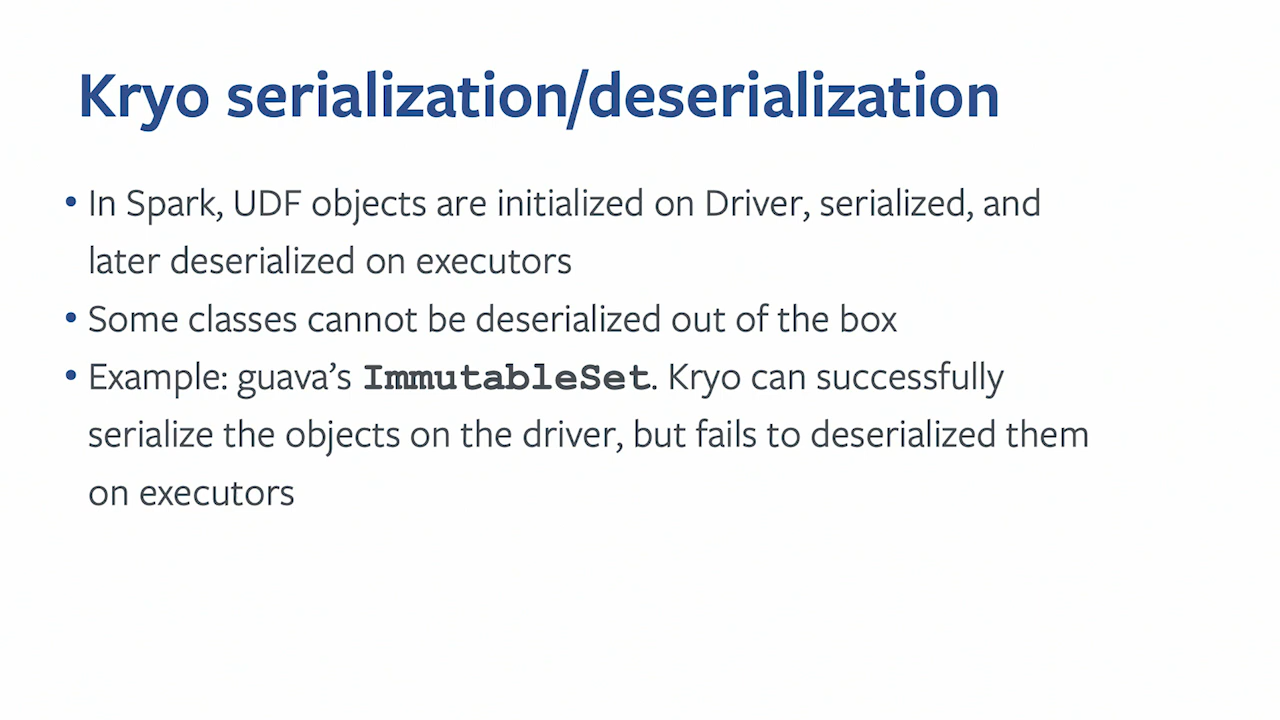 Kryo serialization/deserialization
• In Spark, UDF objects are initialized on Driver, serialized, and
later deserialized on executors
• Some classes cannot be deserialized out of the box
• Example: guava’s ImmutableSet. Kryo can successfully
serialize the objects on the driver, but fails to deserialized them
on executors